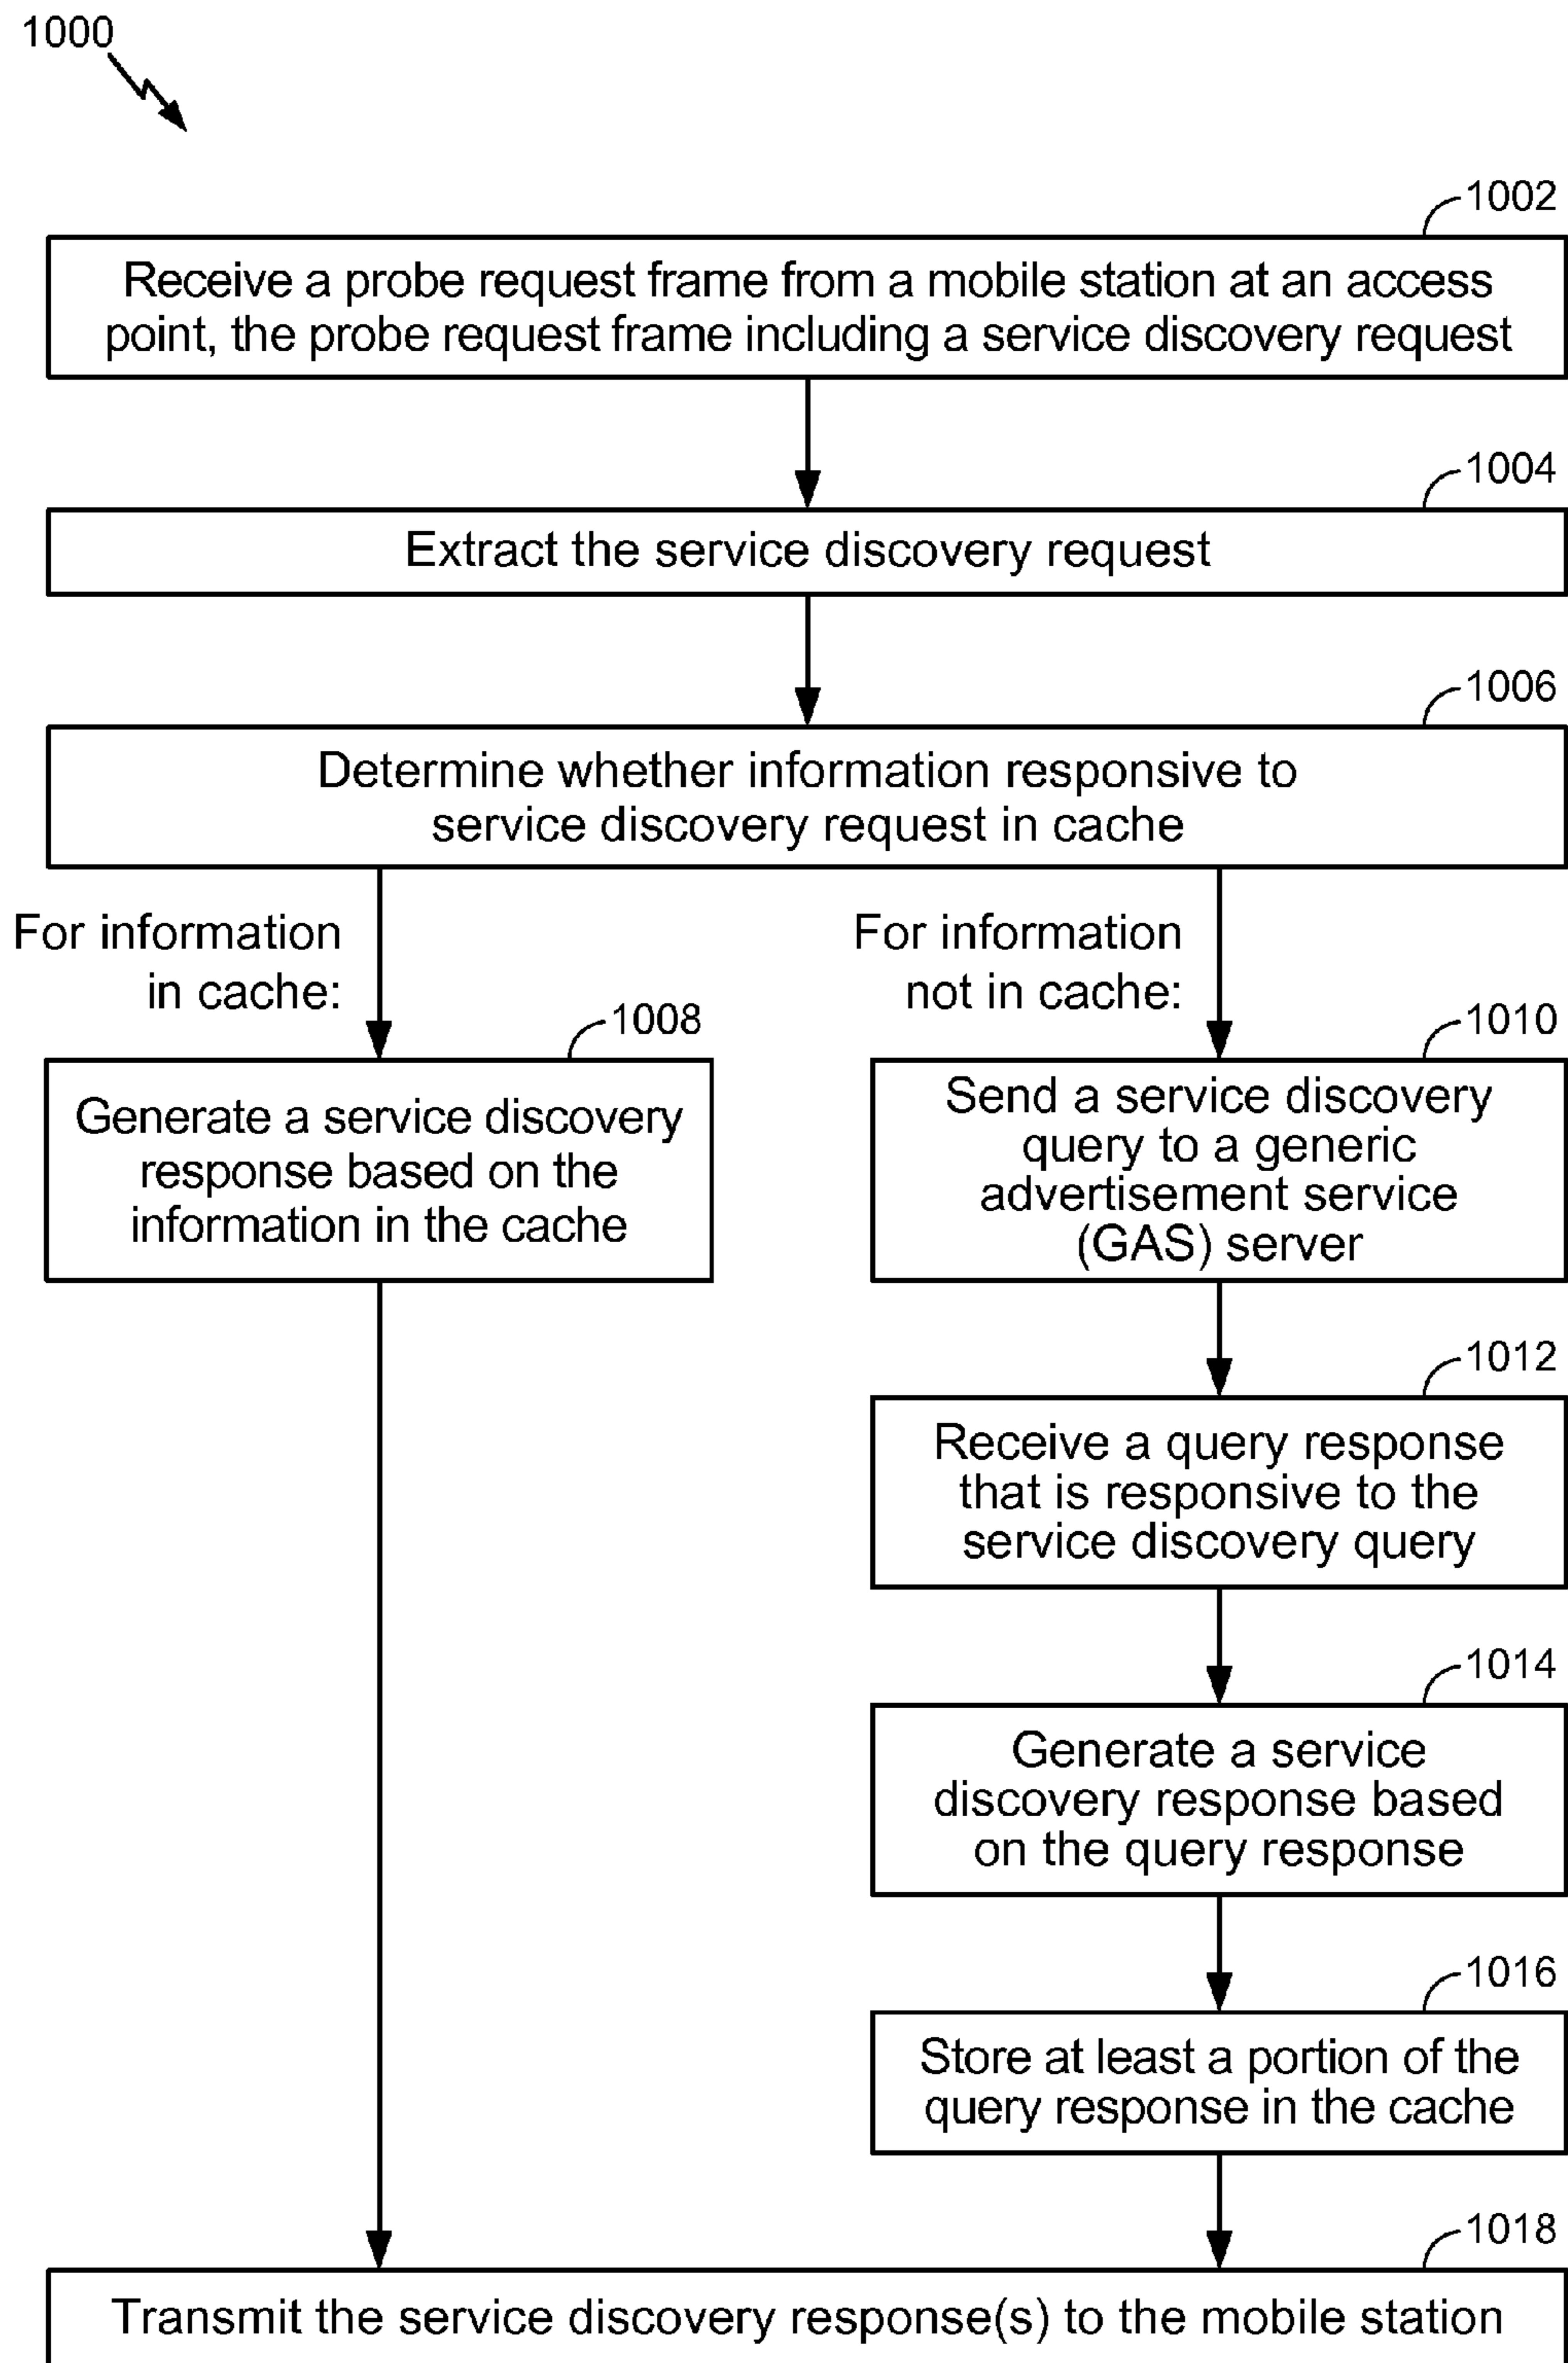 1000
1002
Receive a probe request frame from a mobile station at an access
point, the probe request frame including a service discovery request
1004
Extract the service discovery request
1006
Determine whether information responsive to
service discovery request in cache
For information
in cache:
For information
not in cache:
1008
Generate a service discovery
response based on the
information in the cache
1010
Send a service discovery
query to a generic
advertisement service
(GAS) server
1012
Receive a query response
that is responsive to the
service discovery query
1014
Generate a service
discovery response based
on the query response
1016
Store at least a portion of the
query response in the cache
1018
Transmit the service discovery response(s) to the mobile station